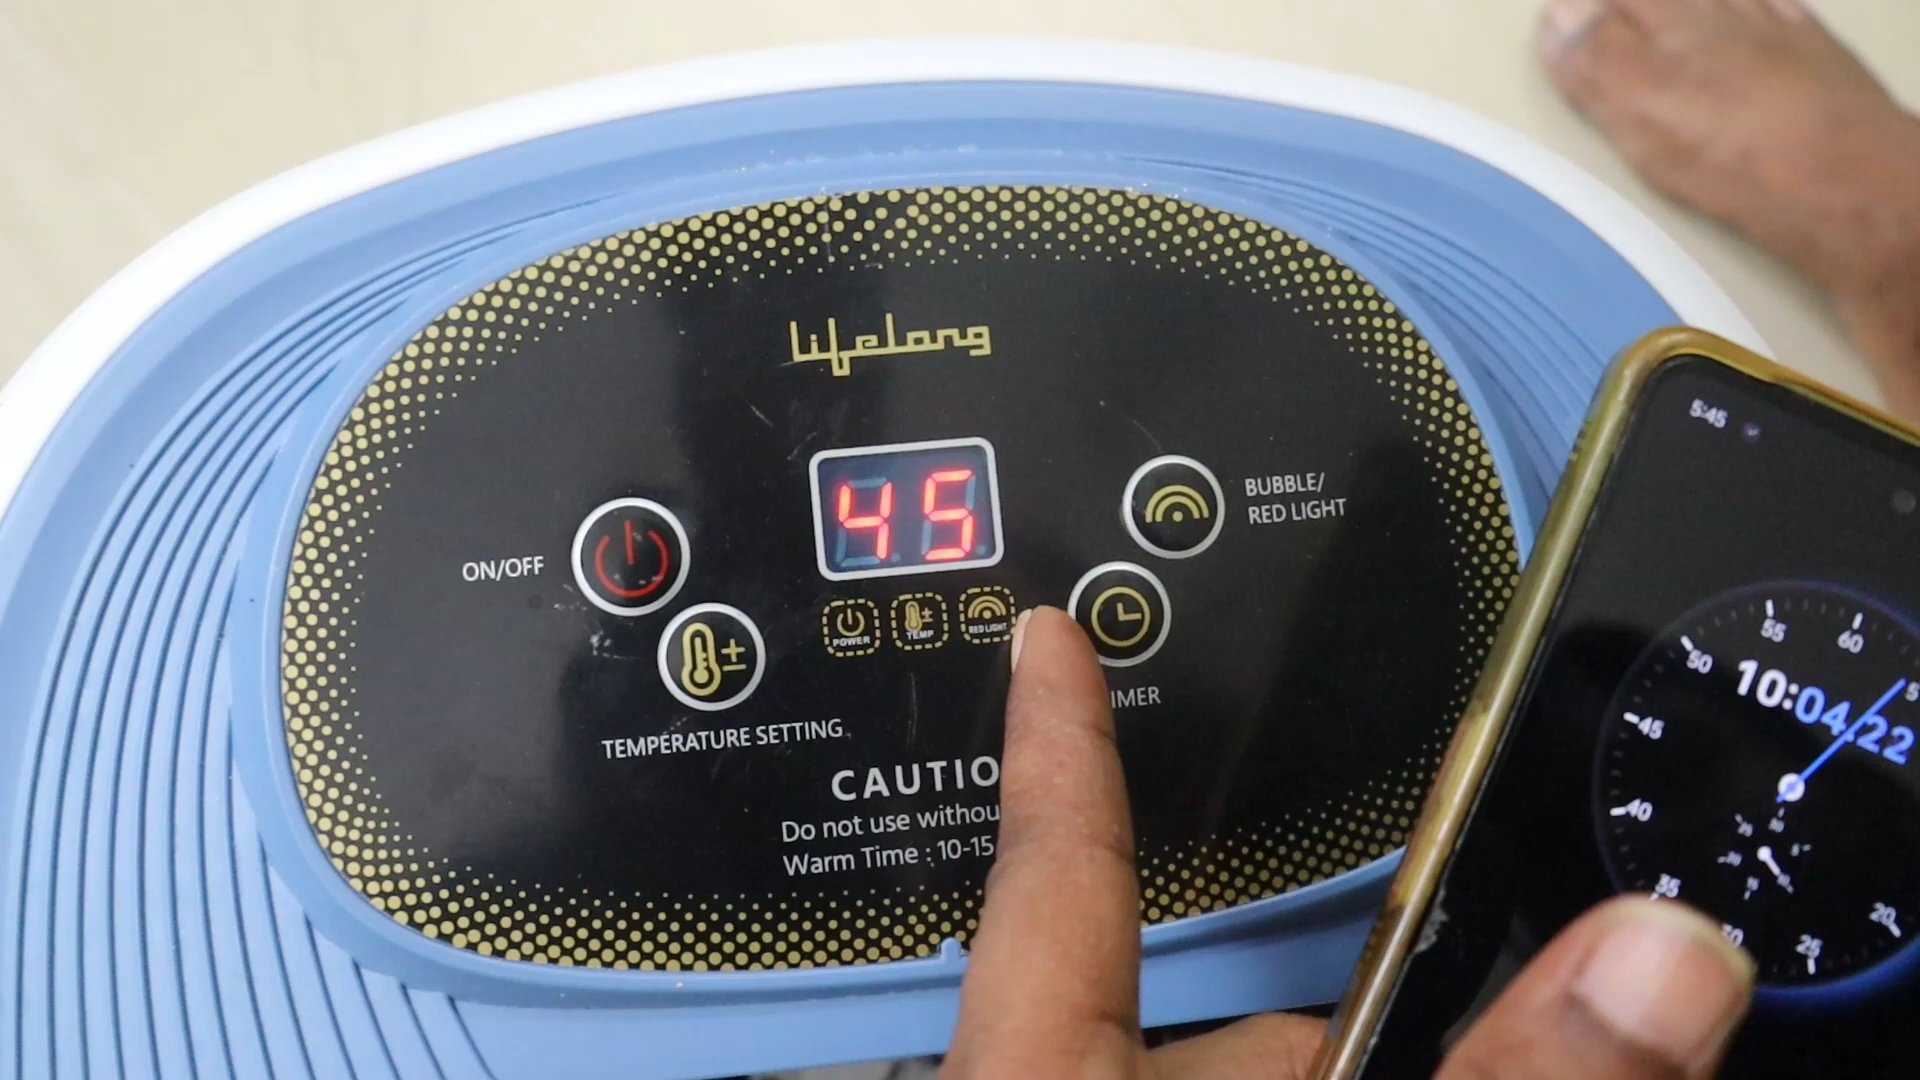 lifelong
45
BUBBLE/
RED LIGHT
ON/OFF
POWER
TEMP
RED LIGHT
IMER
TEMPERATURE SETTING
CAUTIO
Do not use withou
Warm Time : 10-15
5:45
55
60
5
50
10:04.22
45
40
35
30
25
20